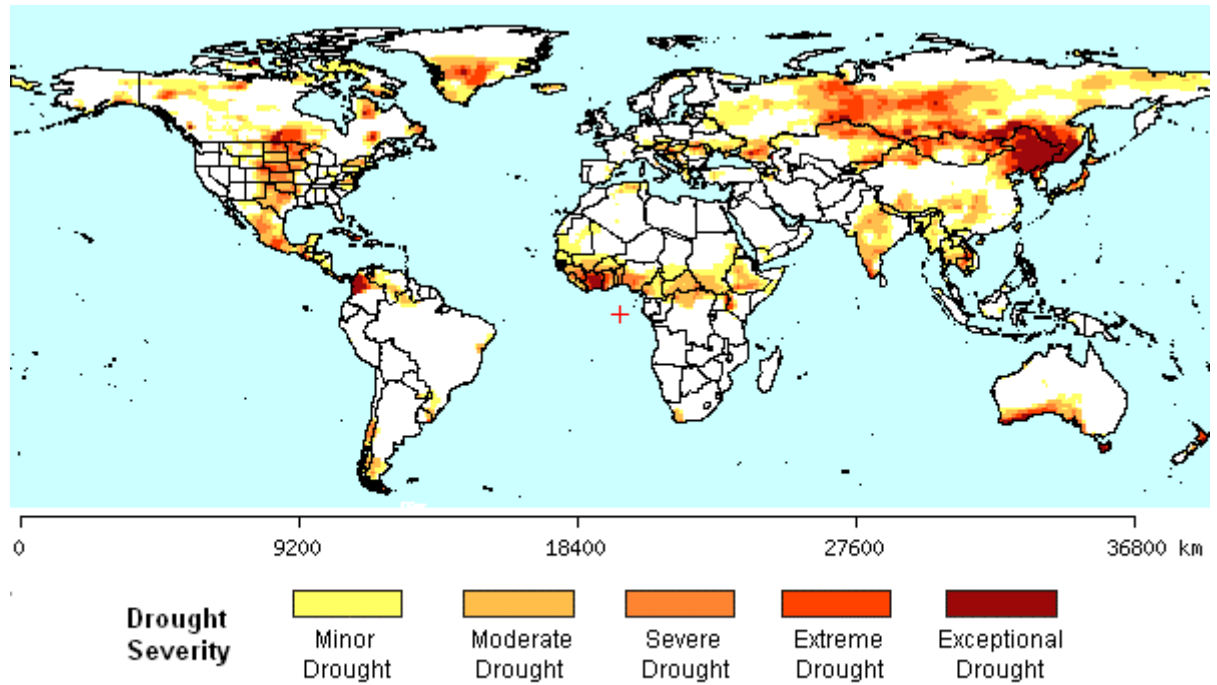 0 9200 18400 27600 36800 km
Drought Severity
Minor Drought
Moderate Drought
Severe Drought
Extreme Drought
Exceptional Drought